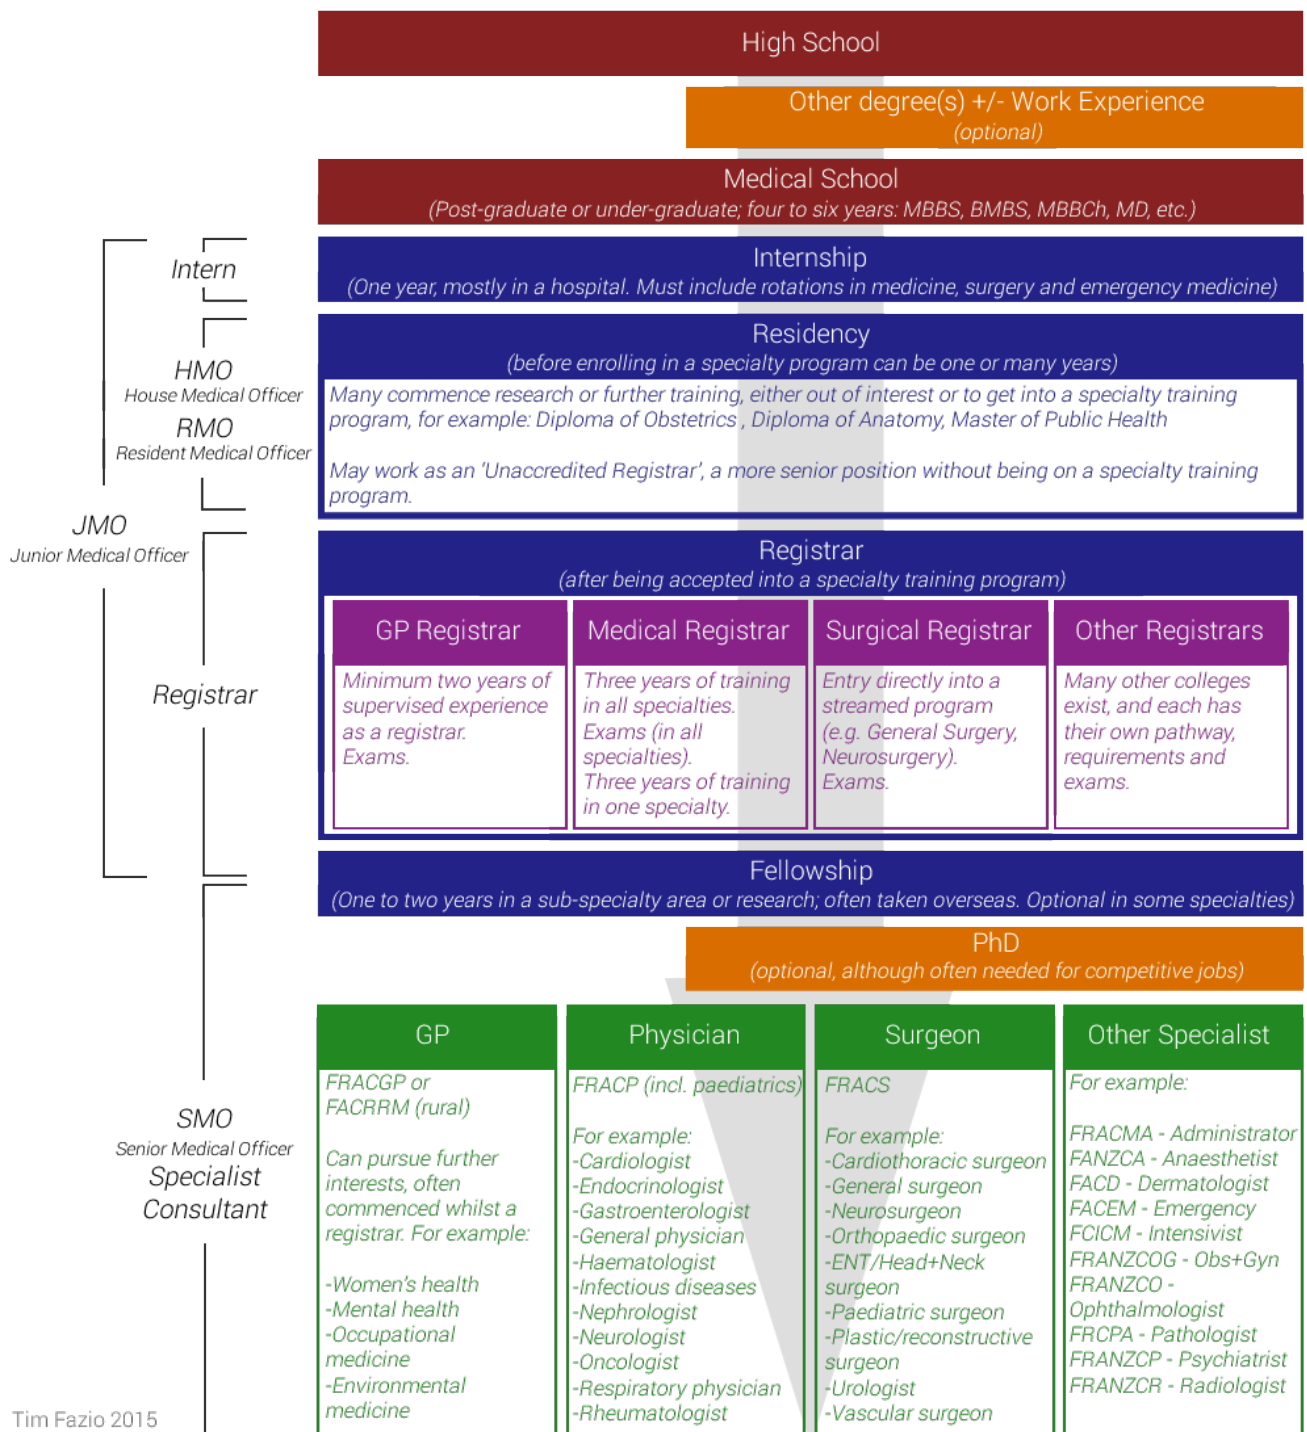 High School
Other degree(s) +/- Work Experience
(optional)
Medical School
(Post-graduate or under-graduate; four to six years: MBBS, BMBS, MBBCh, MD, etc.)
Intern
Internship
(One year, mostly in a hospital. Must include rotations in medicine, surgery and emergency medicine)
HMO
House Medical Officer
RMO
Resident Medical Officer
Residency
(before enrolling in a specialty program can be one or many years)
Many commence research or further training, either out of interest or to get into a specialty training
program, for example: Diploma of Obstetrics , Diploma of Anatomy, Master of Public Health
May work as an 'Unaccredited Registrar', a more senior position without being on a specialty training
program.
JMO
Junior Medical Officer
Registrar
Registrar
(after being accepted into a specialty training program)
GP Registrar
Minimum two years of
supervised experience
as a registrar.
Exams.
Medical Registrar
Three years of training
in all specialties.
Exams (in all
specialties).
Three years of training
in one specialty.
Surgical Registrar
Entry directly into a
streamed program
(e.g. General Surgery,
Neurosurgery).
Exams.
Other Registrars
Many other colleges
exist, and each has
their own pathway,
requirements and
exams.
Fellowship
(One to two years in a sub-specialty area or research; often taken overseas. Optional in some specialties)
PhD
(optional, although often needed for competitive jobs)
SMO
Senior Medical Officer
Specialist
Consultant
GP
FRACGP or
FACRRM (rural)
Can pursue further
interests, often
commenced whilst a
registrar. For example:
-Women's health
-Mental health
-Occupational
medicine
-Environmental
medicine
Physician
FRACP (incl. paediatrics)
For example:
-Cardiologist
-Endocrinologist
-Gastroenterologist
-General physician
-Haematologist
-Infectious diseases
-Nephrologist
-Neurologist
-Oncologist
-Respiratory physician
-Rheumatologist
Surgeon
FRACS
For example:
-Cardiothoracic surgeon
-General surgeon
-Neurosurgeon
-Orthopaedic surgeon
-ENT/Head+Neck
surgeon
-Paediatric surgeon
-Plastic/reconstructive
surgeon
-Urologist
-Vascular surgeon
Other Specialist
For example:
FRACMA - Administrator
FANZCA - Anaesthetist
FACD - Dermatologist
FACEM - Emergency
FCICM - Intensivist
FRANZCOG - Obs+Gyn
FRANZCO -
Ophthalmologist
FRCPA - Pathologist
FRANZCP - Psychiatrist
FRANZCR - Radiologist
Tim Fazio 2015